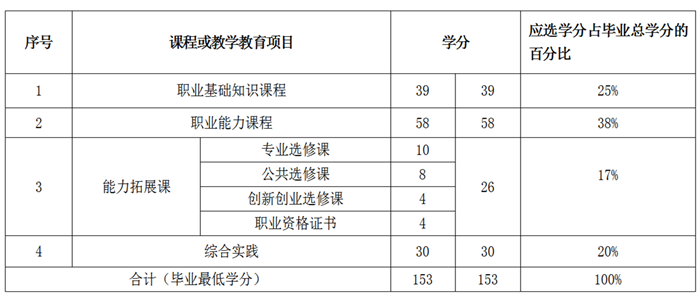 序号 课程或教学教育项目 学分 应选学分占毕业总学分的
百分比
1 职业基础知识课程 39 39 25%
2 职业能力课程 58 58 38%
3 能力拓展课 专业选修课 10 26 17%
公共选修课 8
创新创业选修课 4
职业资格证书 4
4 综合实践 30 30 20%
合计（毕业最低学分） 153 153 100%